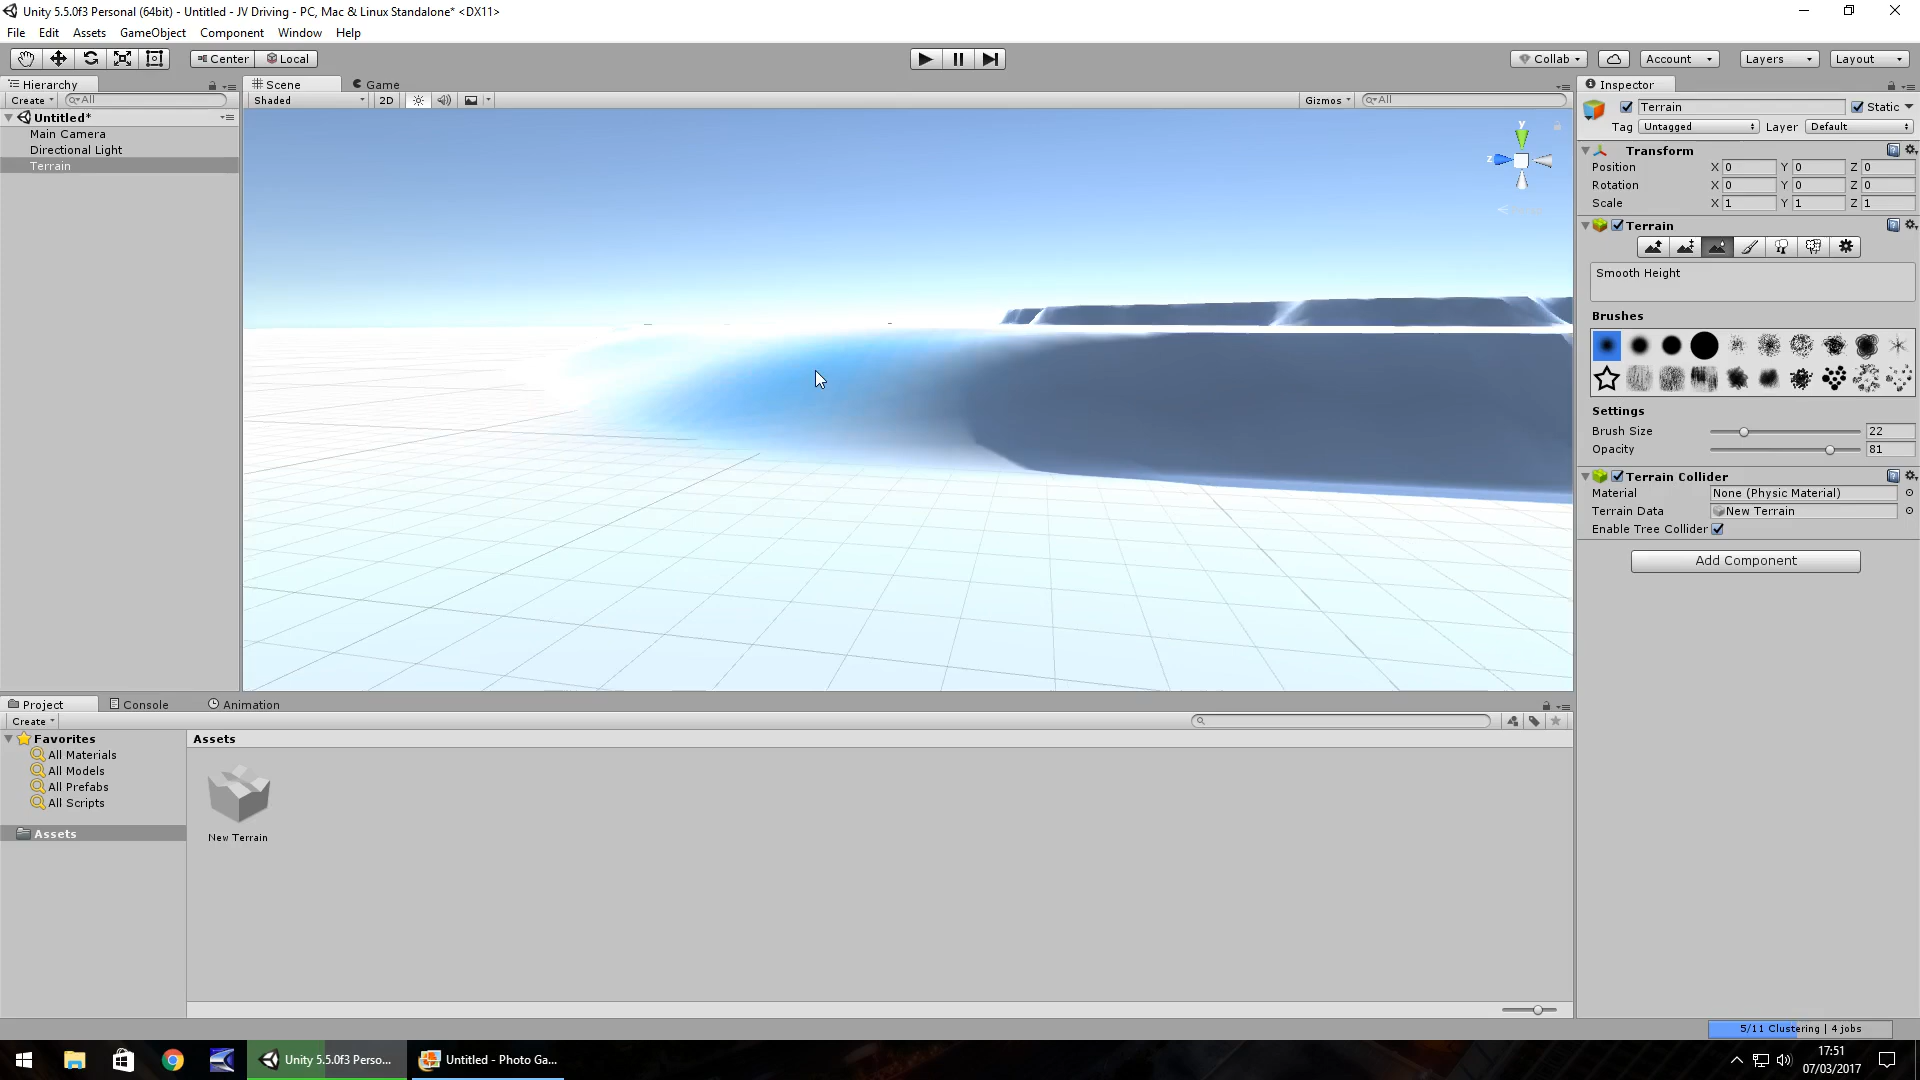 Unity 5.5.0f3 Personal (64bit) - Untitled - JV Driving - PC, Mac & Linux Standalone* <DX11>
File Edit Assets GameObject Component Window Help
Center Local Collab Account Layers Layout
Hierarchy
Create All
Untitled*
Main Camera
Directional Light
Terrain
Scene Game
Shaded 2D Gizmos All
y
z
Inspector
Terrain Static
Tag Untagged Layer Default
Transform
Position X 0 Y 0 Z 0
Rotation X 0 Y 0 Z 0
Scale X 1 Y 1 Z 1
Terrain
Smooth Height
Brushes
Settings
Brush Size 22
Opacity 81
Terrain Collider
Material None (Physic Material)
Terrain Data New Terrain
Enable Tree Collider
Add Component
Project Console Animation
Create
Favorites
All Materials
All Models
All Prefabs
All Scripts
Assets
Assets
New Terrain
5/11 Clustering | 4 jobs
Unity 5.5.0f3 Perso...
Untitled - Photo Ga...
17:51
07/03/2017